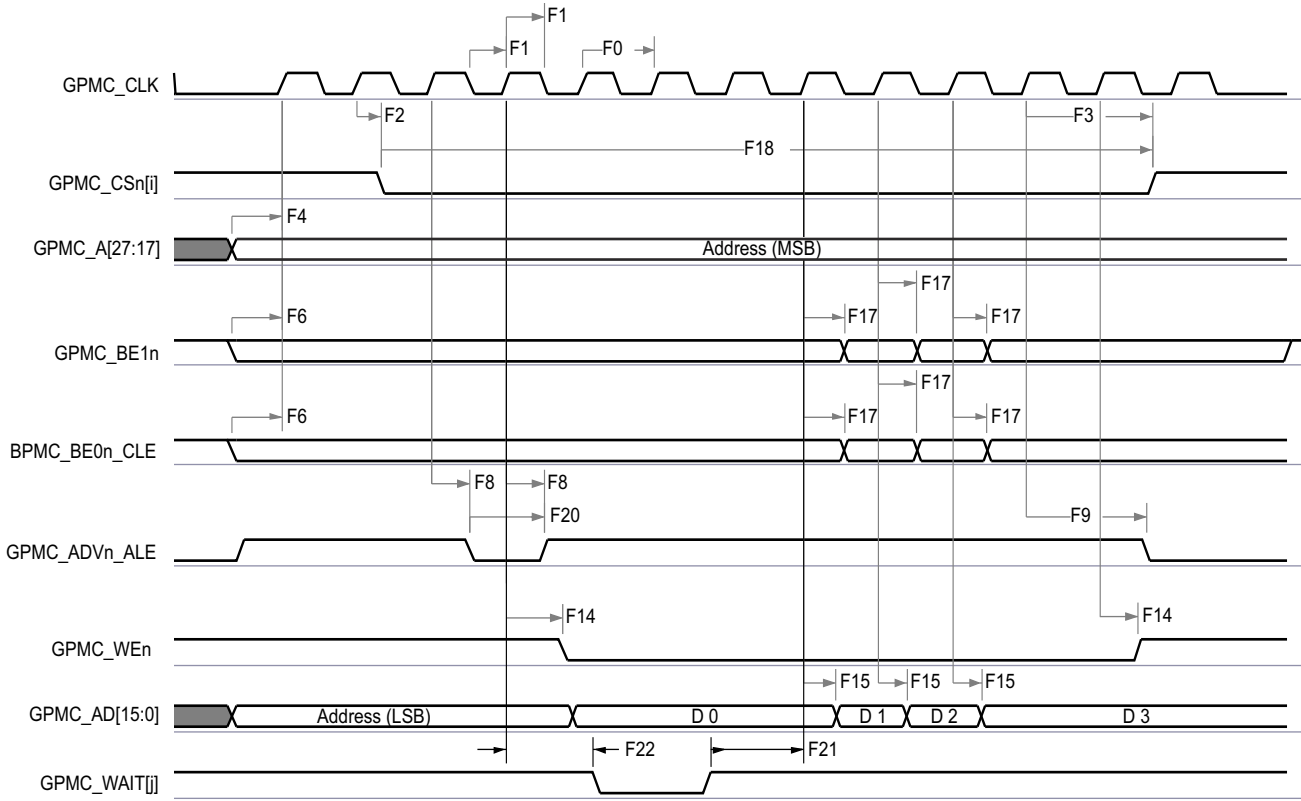 F1
F1 F0
GPMC_CLK
F2 F3
F18
GPMC_CSn[i]
F4
GPMC_A[27:17] Address (MSB)
F17
F6 F17 F17
GPMC_BE1n
F17
F6 F17 F17
BPMC_BE0n_CLE
F8 F8
F20 F9
GPMC_ADVn_ALE
F14 F14
GPMC_WEn
F15 F15 F15
GPMC_AD[15:0] Address (LSB) D 0 D 1 D 2 D 3
F22 F21
GPMC_WAIT[j]